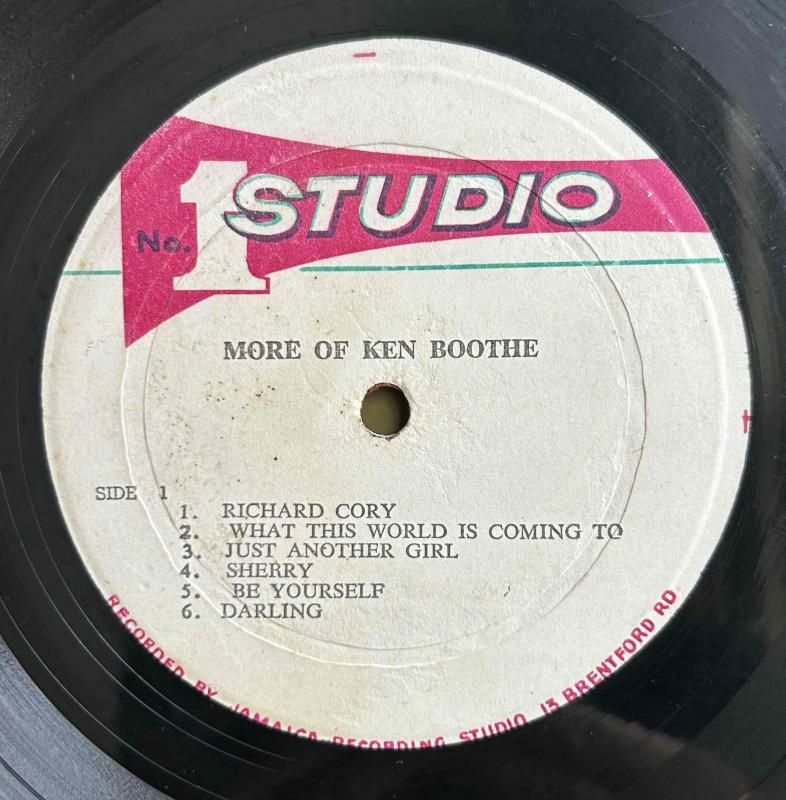 No. 1 STUDIO
MORE OF KEN BOOTHE
SIDE 1
1. RICHARD CORY
2. WHAT THIS WORLD IS COMING TO
3. JUST ANOTHER GIRL
4. SHERRY
5. BE YOURSELF
6. DARLING
RECORDED BY JAMAICA RECORDING STUDIO 13 BRENTFORD RD